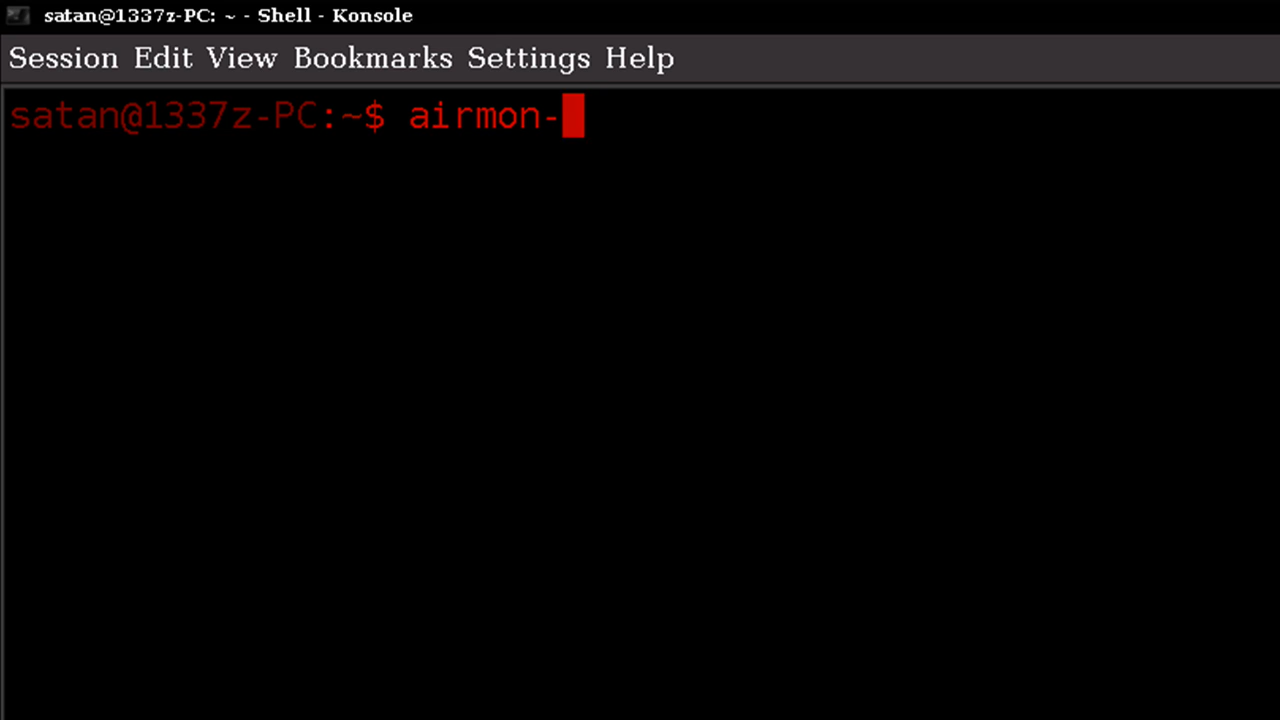 satan@1337z-PC: ~ - Shell - Konsole
Session Edit View Bookmarks Settings Help
satan@1337z-PC:~$ airmon-